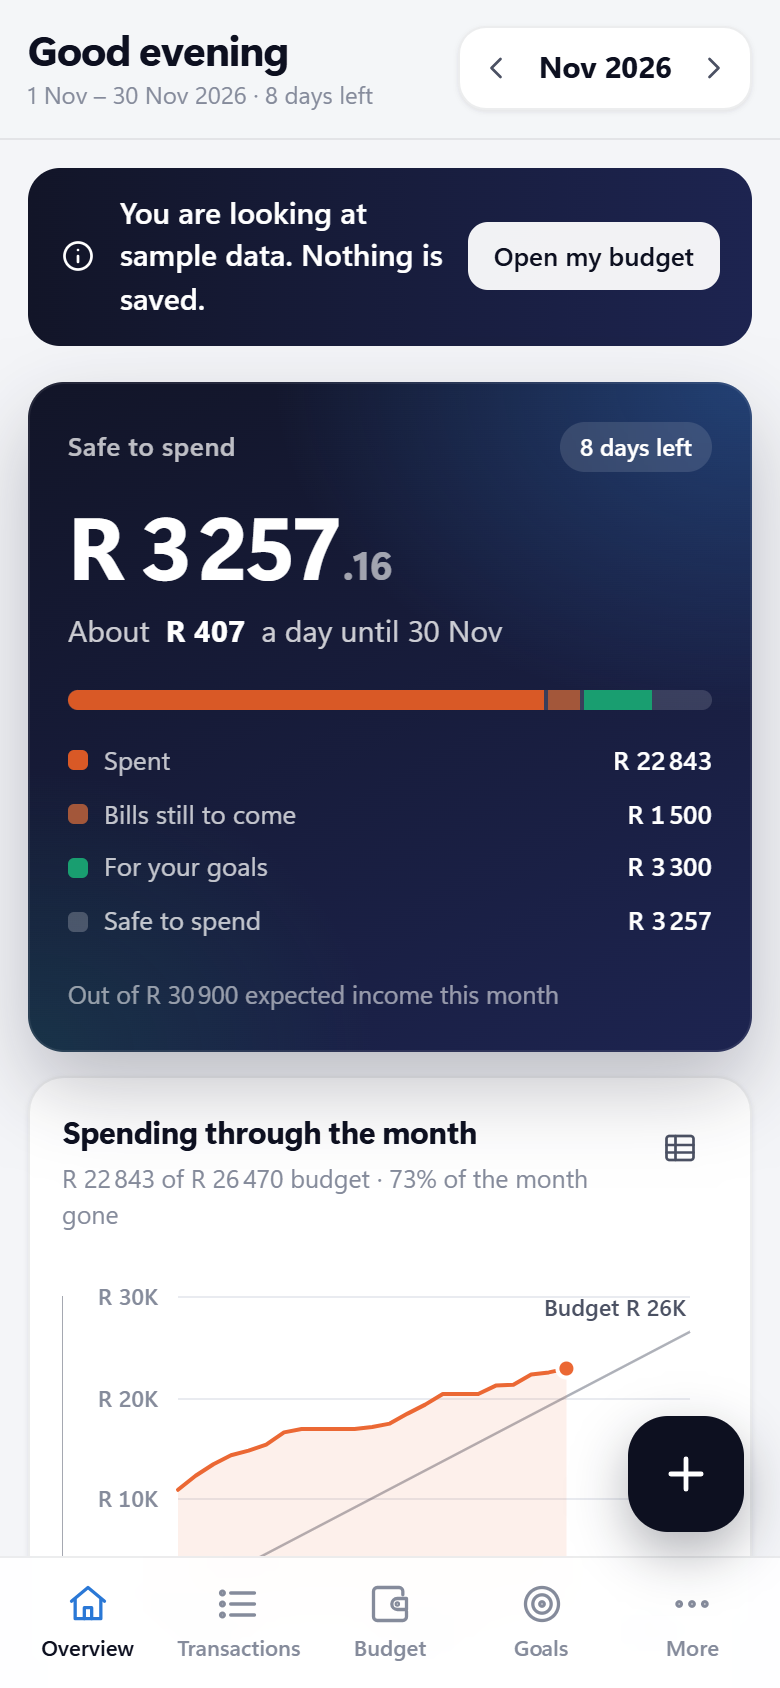 Good evening
1 Nov – 30 Nov 2026 · 8 days left
Nov 2026
You are looking at
sample data. Nothing is
saved.
Open my budget
Safe to spend
8 days left
R 3 257.16
About R 407 a day until 30 Nov
Spent R 22 843
Bills still to come R 1 500
For your goals R 3 300
Safe to spend R 3 257
Out of R 30 900 expected income this month
Spending through the month
R 22 843 of R 26 470 budget · 73% of the month
gone
R 30K
Budget R 26K
R 20K
R 10K
Overview
Transactions
Budget
Goals
More